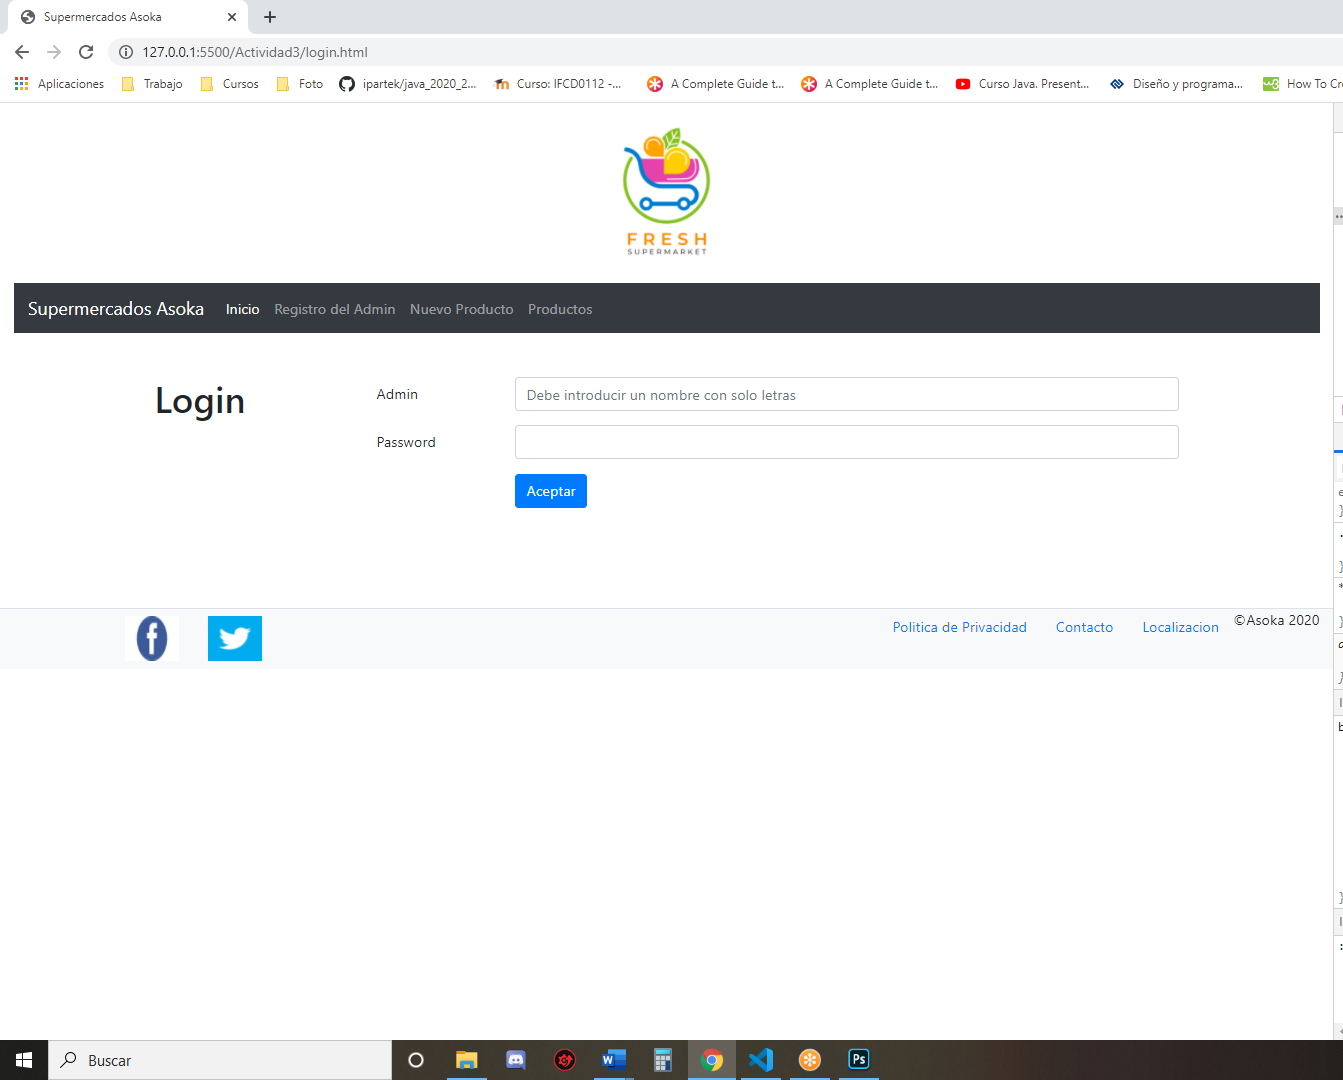 Supermercados Asoka
127.0.0.1:5500/Actividad3/login.html
Aplicaciones Trabajo Cursos Foto ipartek/java_2020_2... Curso: IFCD0112 -... A Complete Guide t... A Complete Guide t... Curso Java. Present... Diseño y programa... How To Cr
FRESH
SUPERMARKET
Supermercados Asoka Inicio Registro del Admin Nuevo Producto Productos
Login
Admin Debe introducir un nombre con solo letras
Password
Aceptar
Politica de Privacidad Contacto Localizacion ©Asoka 2020
Buscar